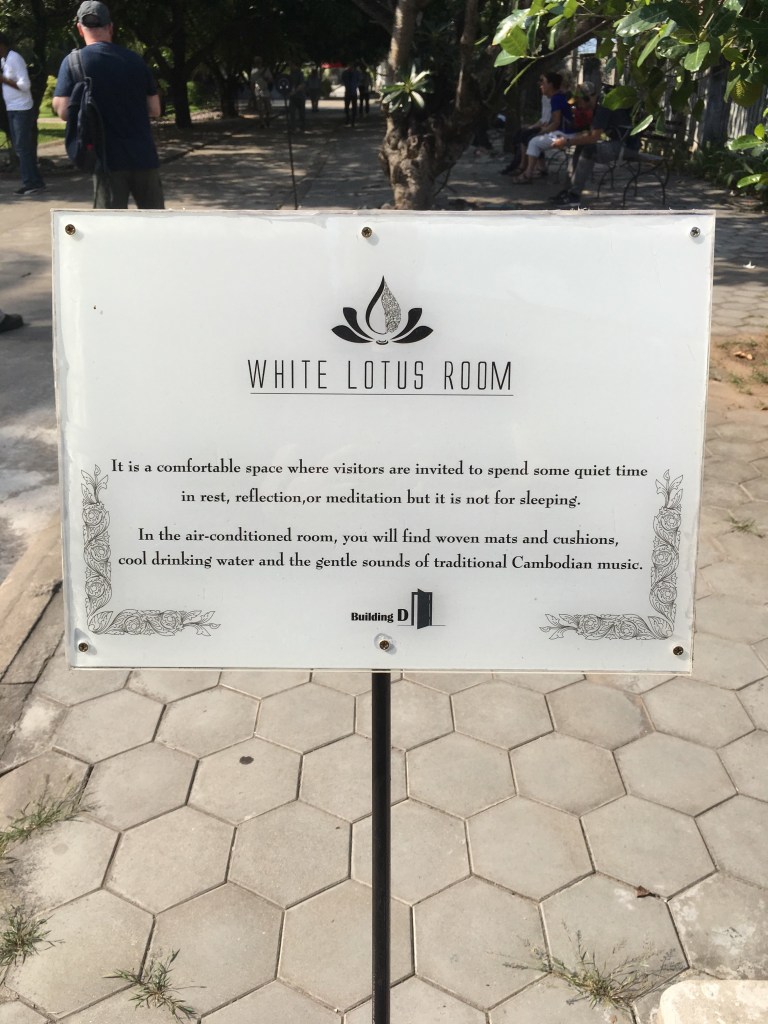 WHITE LOTUS ROOM
It is a comfortable space where visitors are invited to spend some quiet time
in rest, reflection,or meditation but it is not for sleeping.
In the air-conditioned room, you will find woven mats and cushions,
cool drinking water and the gentle sounds of traditional Cambodian music.
Building D